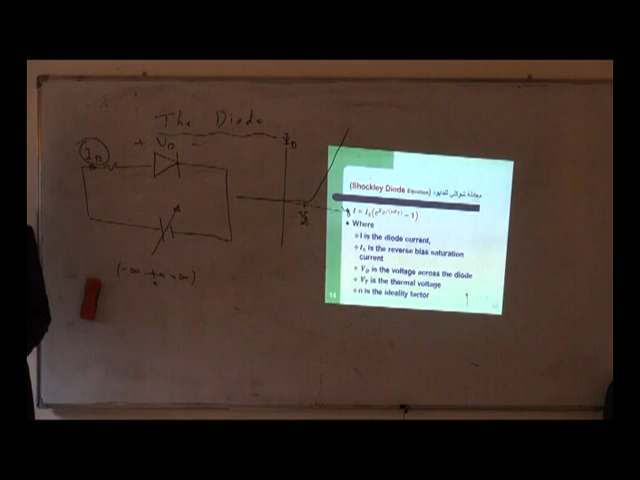 The Diode
I_D
+ V_D -
I_D
(Shockley Diode Equation) معادلة شوكلي للدايود
I = I_s(e^{V_D/(nV_T)} - 1)
Where
I is the diode current,
I_s is the reverse bias saturation
current
V_D is the voltage across the diode
V_T is the thermal voltage
n is the ideality factor
14